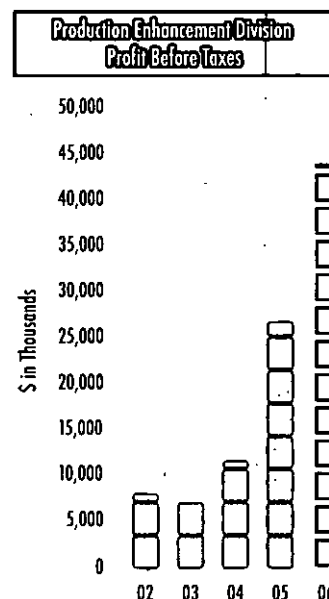 Production Enhancement Division
Profit Before Taxes
50,000
45,000
40,000
35,000
30,000
25,000
20,000
15,000
10,000
5,000
0
$ in Thousands
02 03 04 05 06